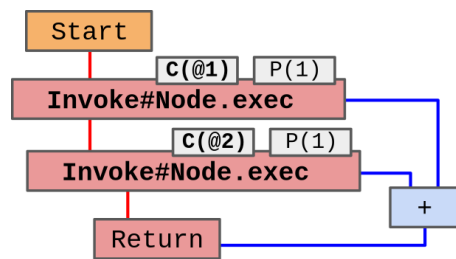 Start
C(@1) P(1)
Invoke#Node.exec
C(@2) P(1)
Invoke#Node.exec
+
Return